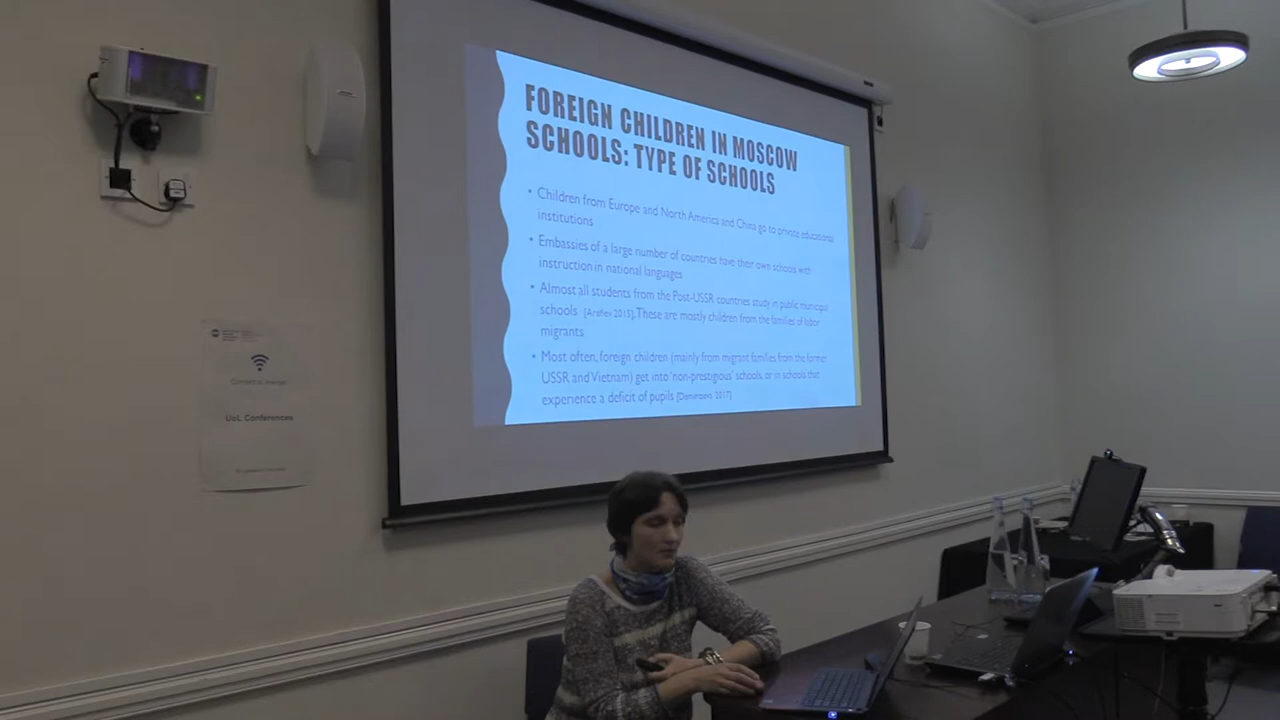 FOREIGN CHILDREN IN MOSCOW
SCHOOLS: TYPE OF SCHOOLS
• Children from Europe and North America and China go to private educational
institutions
• Embassies of a large number of countries have their own schools with
instruction in national languages
• Almost all students from the Post-USSR countries study in public municipal
schools [Arefiev 2015]. These are mostly children from the families of labor
migrants
• Most often, foreign children (mainly from migrant families from the former
USSR and Vietnam) get into 'non-prestigious' schools, or in schools that
experience a deficit of pupils
UoL Conferences